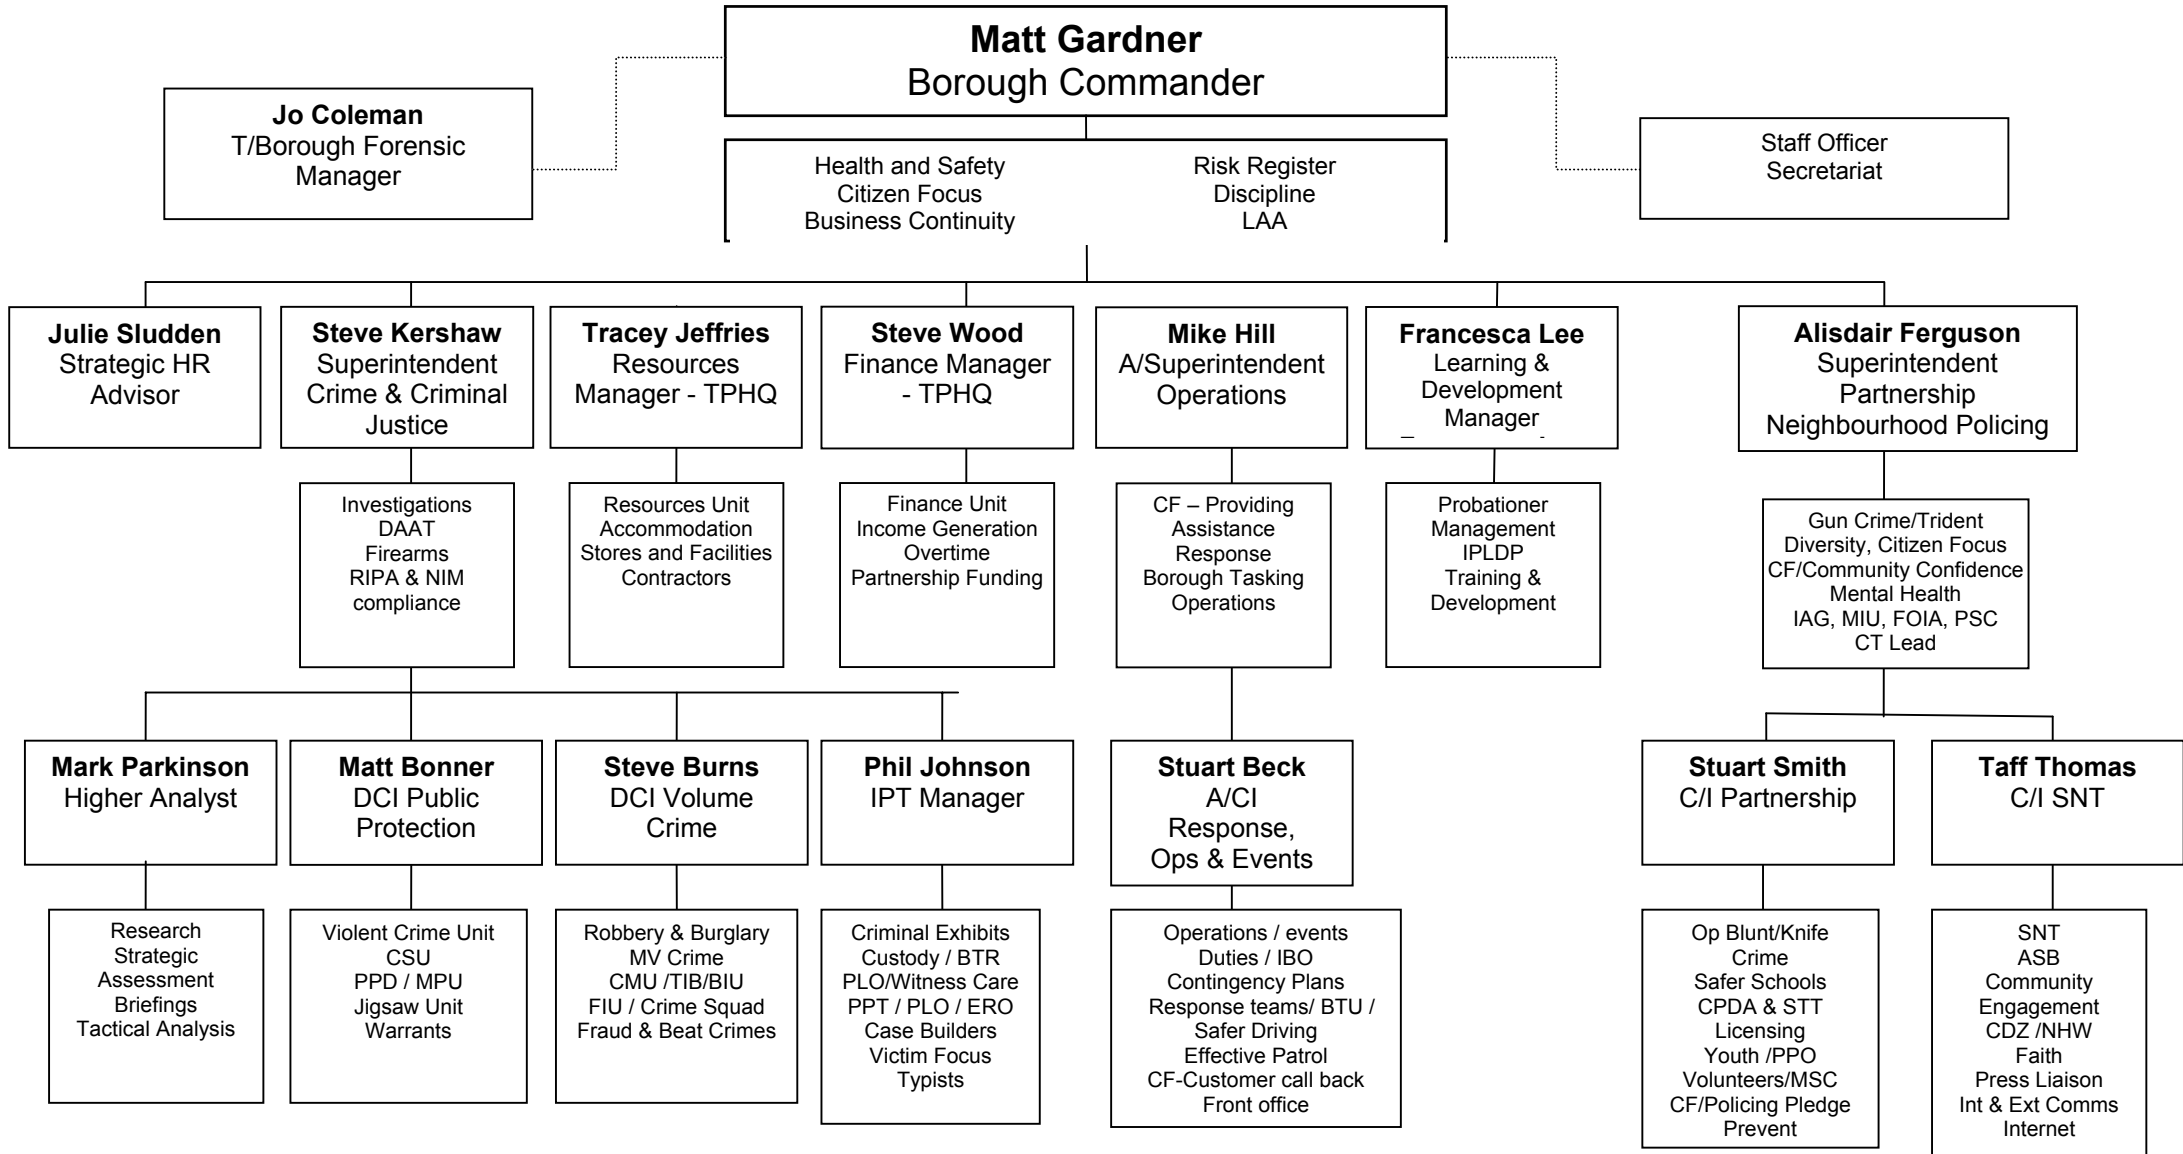 Matt Gardner
Borough Commander
Jo Coleman
T/Borough Forensic
Manager
Staff Officer
Secretariat
Health and Safety
Citizen Focus
Business Continuity
Risk Register
Discipline
LAA
Julie Sludden
Strategic HR
Advisor
Steve Kershaw
Superintendent
Crime & Criminal
Justice
Tracey Jeffries
Resources
Manager - TPHQ
Steve Wood
Finance Manager
- TPHQ
Mike Hill
A/Superintendent
Operations
Francesca Lee
Learning &
Development
Manager
Alisdair Ferguson
Superintendent
Partnership
Neighbourhood Policing
Investigations
DAAT
Firearms
RIPA & NIM
compliance
Resources Unit
Accommodation
Stores and Facilities
Contractors
Finance Unit
Income Generation
Overtime
Partnership Funding
CF – Providing
Assistance
Response
Borough Tasking
Operations
Probationer
Management
IPLDP
Training &
Development
Gun Crime/Trident
Diversity, Citizen Focus
CF/Community Confidence
Mental Health
IAG, MIU, FOIA, PSC
CT Lead
Mark Parkinson
Higher Analyst
Matt Bonner
DCI Public
Protection
Steve Burns
DCI Volume
Crime
Phil Johnson
IPT Manager
Stuart Beck
A/CI
Response,
Ops & Events
Stuart Smith
C/I Partnership
Taff Thomas
C/I SNT
Research
Strategic
Assessment
Briefings
Tactical Analysis
Violent Crime Unit
CSU
PPD / MPU
Jigsaw Unit
Warrants
Robbery & Burglary
MV Crime
CMU /TIB/BIU
FIU / Crime Squad
Fraud & Beat Crimes
Criminal Exhibits
Custody / BTR
PLO/Witness Care
PPT / PLO / ERO
Case Builders
Victim Focus
Typists
Operations / events
Duties / IBO
Contingency Plans
Response teams/ BTU /
Safer Driving
Effective Patrol
CF-Customer call back
Front office
Op Blunt/Knife
Crime
Safer Schools
CPDA & STT
Licensing
Youth /PPO
Volunteers/MSC
CF/Policing Pledge
Prevent
SNT
ASB
Community
Engagement
CDZ /NHW
Faith
Press Liaison
Int & Ext Comms
Internet